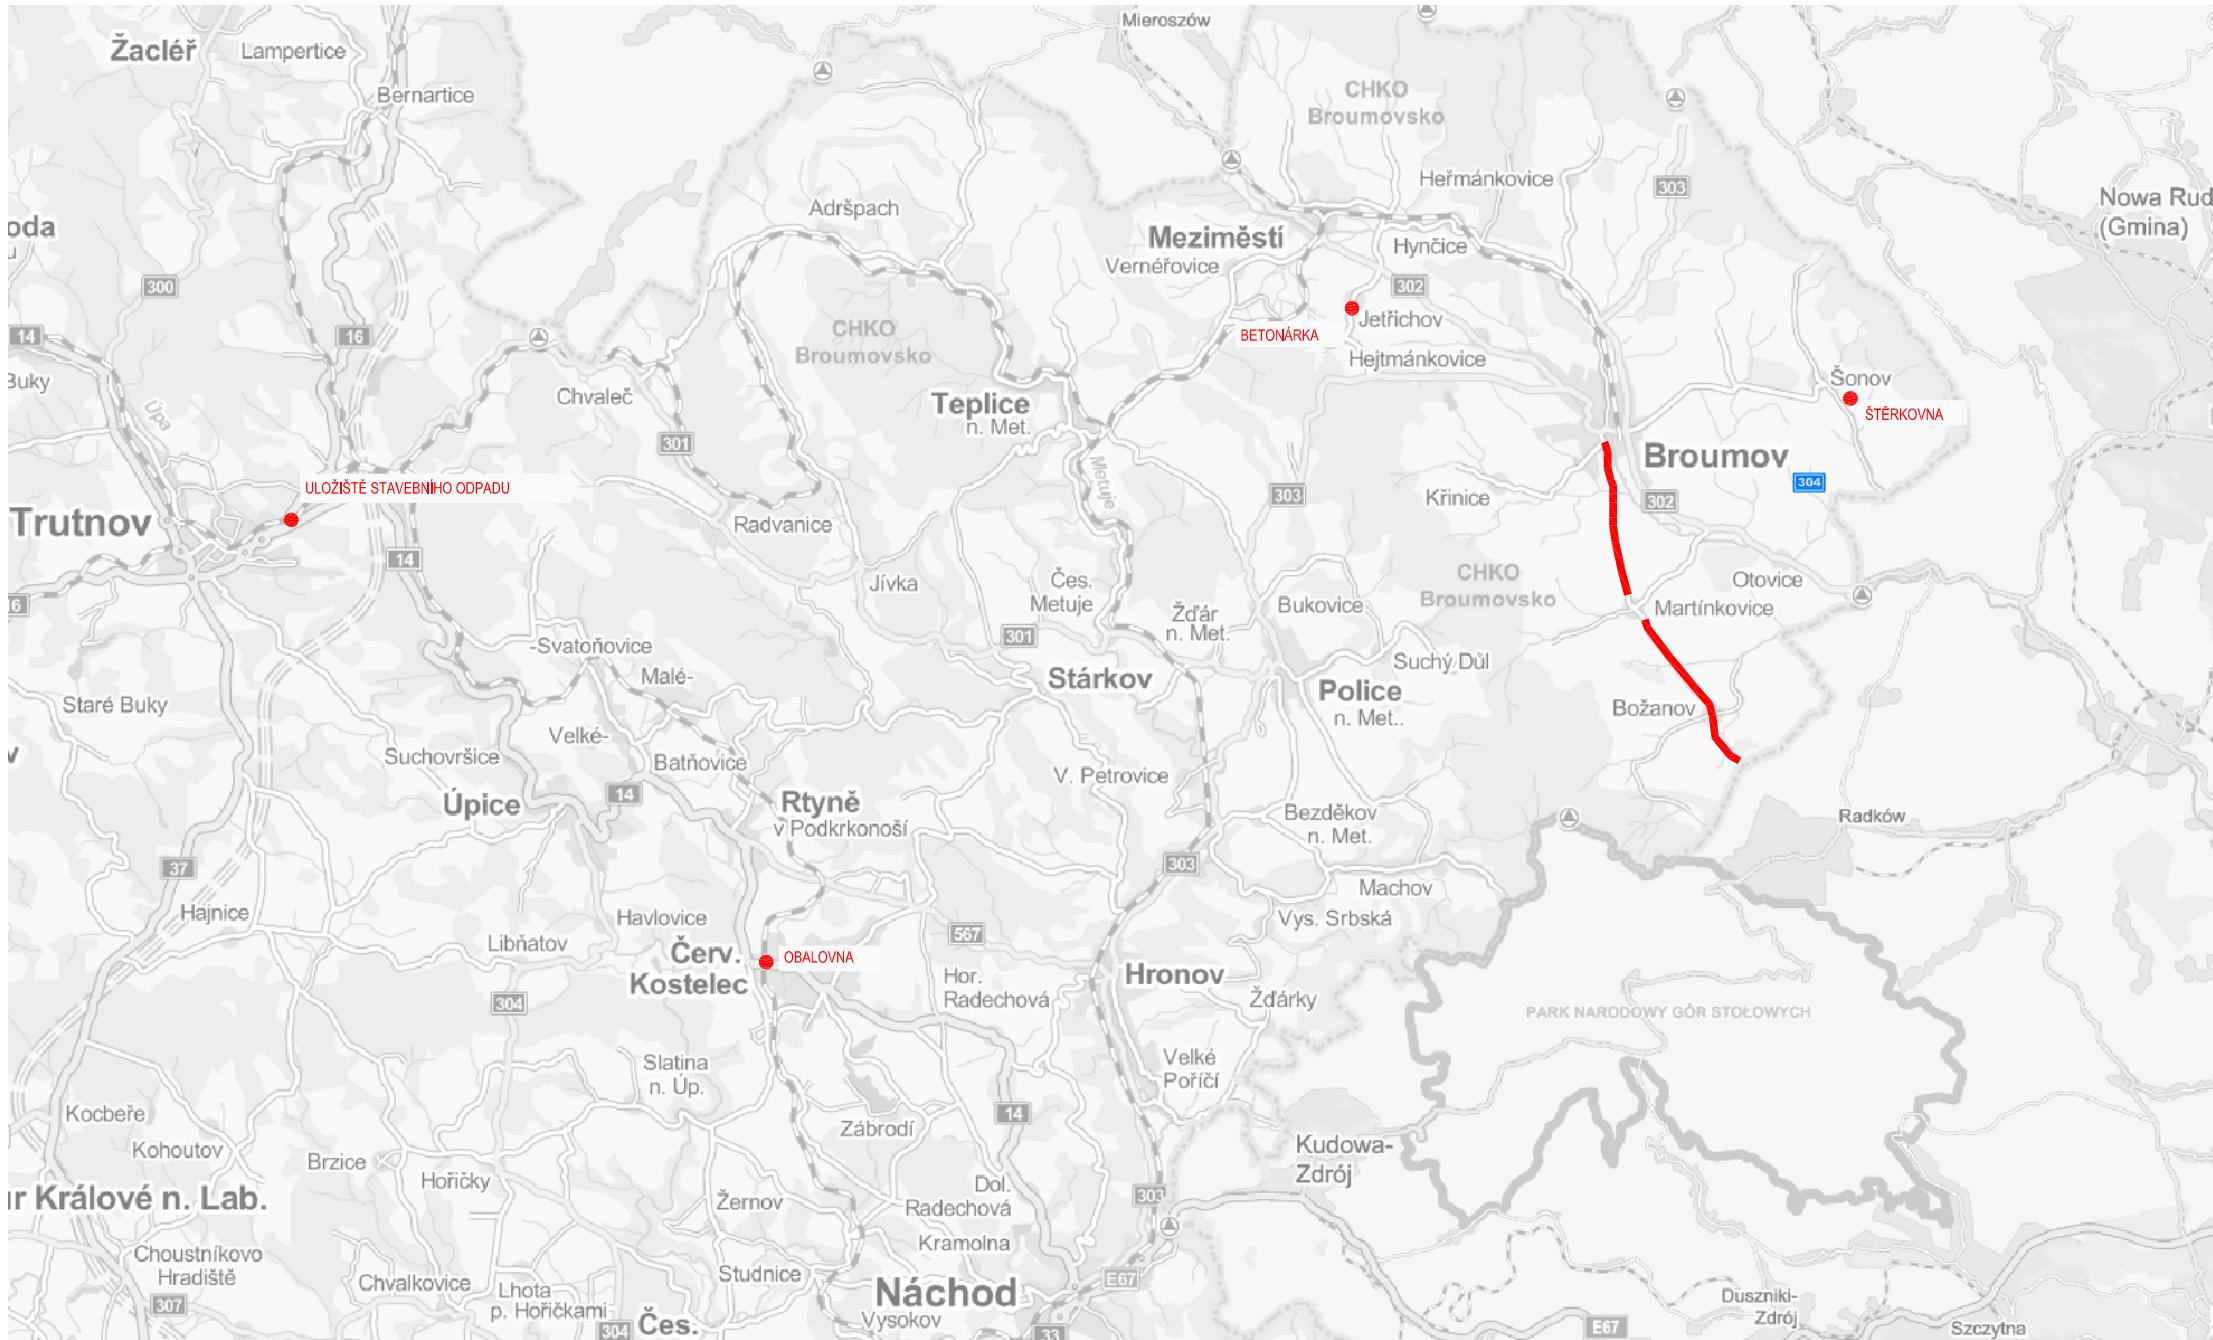 Mieroszów
Žacléř
Lampertice
Bernartice
CHKO
Broumovsko
Heřmánkovice
303
Nowa Rud
(Gmina)
oda
u
Adršpach
Meziměstí
Vernéřovice
Hynčice
300
302
14
16
CHKO
Broumovsko
BETONÁRKA
Jetřichov
Hejtmánkovice
Buky
Úpa
Chvaleč
Teplice
n. Met.
Šonov
ŠTĚRKOVNA
301
Metuje
Broumov
304
ULOŽIŠTĚ STAVEBNÍHO ODPADU
303
Křinice
302
Trutnov
Radvanice
14
Jívka
Čes.
Metuje
CHKO
Broumovsko
Otovice
16
Bukovice
Martínkovice
Žďár
n. Met.
301
-Svatoňovice
Malé-
Stárkov
Suchý Důl
Police
n. Met..
Staré Buky
Božanov
Velké-
v
Suchovršice
Batňovice
V. Petrovice
14
Úpice
Rtyně
v Podkrkonoší
Bezděkov
n. Met.
Radków
37
303
Machov
Hajnice
Havlovice
Vys. Srbská
Libňatov
567
Červ.
Kostelec
OBALOVNA
Hor.
Radechová
Hronov
Žďárky
304
PARK NARODOWY GÓR STOŁOWYCH
Slatina
n. Úp.
Velké
Poříčí
Kocbeře
14
Zábrodí
Kohoutov
Brzice
Hořičky
Kudowa-
Zdrój
ůr Králové n. Lab.
Žernov
Dol.
Radechová
303
Choustníkovo
Hradiště
Kramolna
Chvalkovice
Studnice
Náchod
E67
Lhota
p. Hořičkami
307
304
Čes.
Vysokov
33
E67
Duszniki-
Zdrój
Szczytna